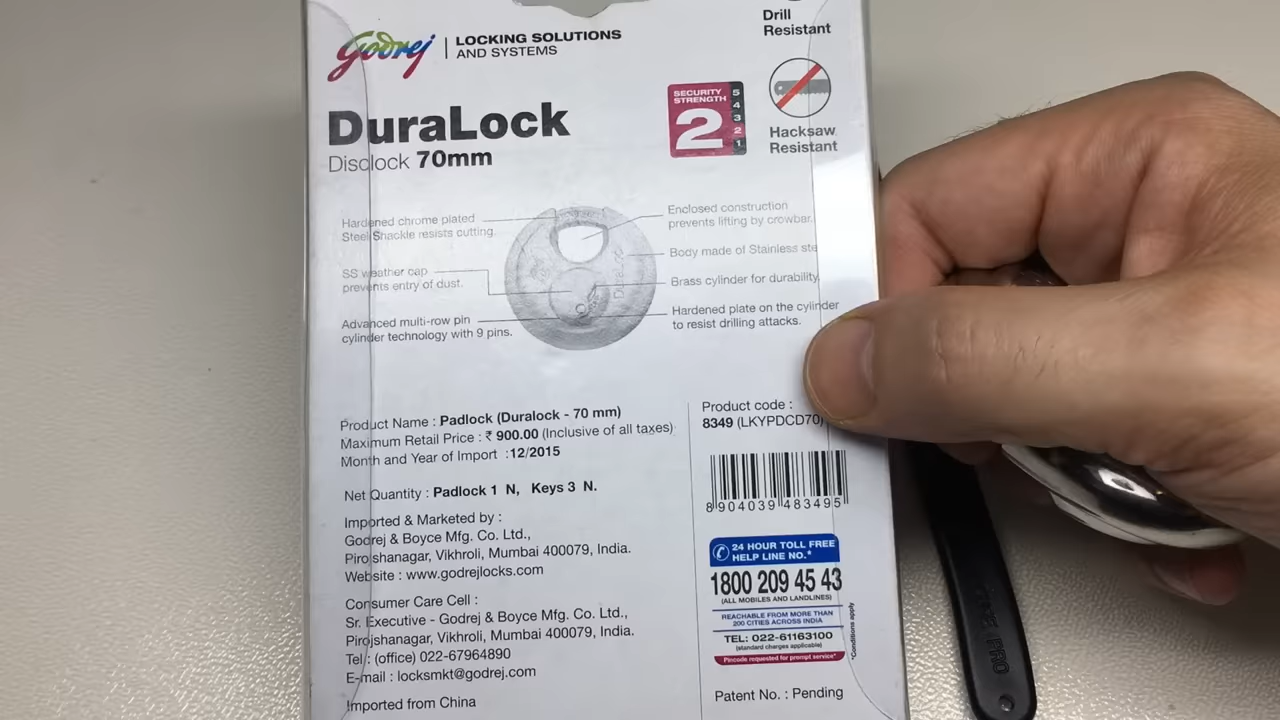 Godrej | LOCKING SOLUTIONS
AND SYSTEMS
Drill
Resistant
DuraLock
Disclock 70mm
SECURITY
STRENGTH
2
5
4
3
2
1
Hacksaw
Resistant
Hardened chrome plated
Steel Shackle resists cutting.
SS weather cap
prevents entry of dust.
Advanced multi-row pin
cylinder technology with 9 pins.
Enclosed construction
prevents lifting by crowbar.
Body made of Stainless ste
Brass cylinder for durability.
Hardened plate on the cylinder
to resist drilling attacks.
Product Name : Padlock (Duralock - 70 mm)
Maximum Retail Price : ₹ 900.00 (Inclusive of all taxes)
Month and Year of Import :12/2015
Net Quantity : Padlock 1 N, Keys 3 N.
Imported & Marketed by :
Godrej & Boyce Mfg. Co. Ltd.,
Pirojshanagar, Vikhroli, Mumbai 400079, India.
Website : www.godrejlocks.com
Consumer Care Cell :
Sr. Executive - Godrej & Boyce Mfg. Co. Ltd.,
Pirojshanagar, Vikhroli, Mumbai 400079, India.
Tel : (office) 022-67964890
E-mail : locksmkt@godrej.com
Imported from China
Product code :
8349 (LKYPDCD70)
8 904039 483495
24 HOUR TOLL FREE
HELP LINE NO.*
1800 209 45 43
(ALL MOBILES AND LANDLINES)
REACHABLE FROM MORE THAN
200 CITIES ACROSS INDIA
TEL: 022-61163100
(standard charges applicable)
Pincode requested for prompt service*
*Conditions apply
Patent No. : Pending